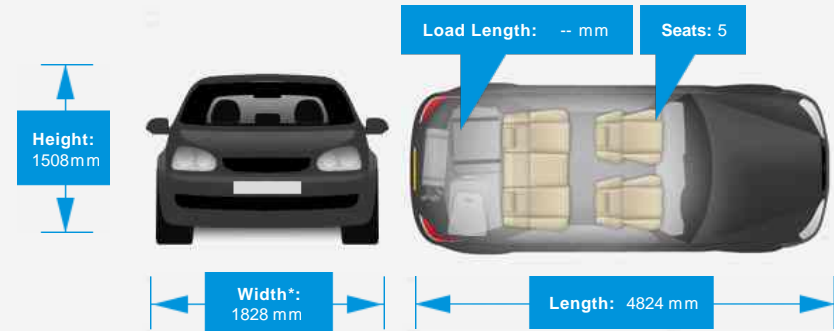 Load Length: -- mm
Seats: 5
Height:
1508mm
Width*:
1828 mm
Length: 4824 mm